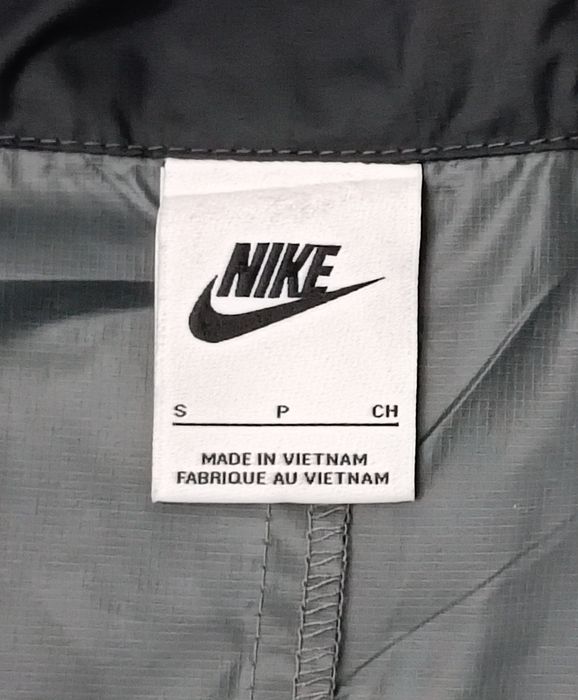 NIKE
S P CH
MADE IN VIETNAM
FABRIQUE AU VIETNAM